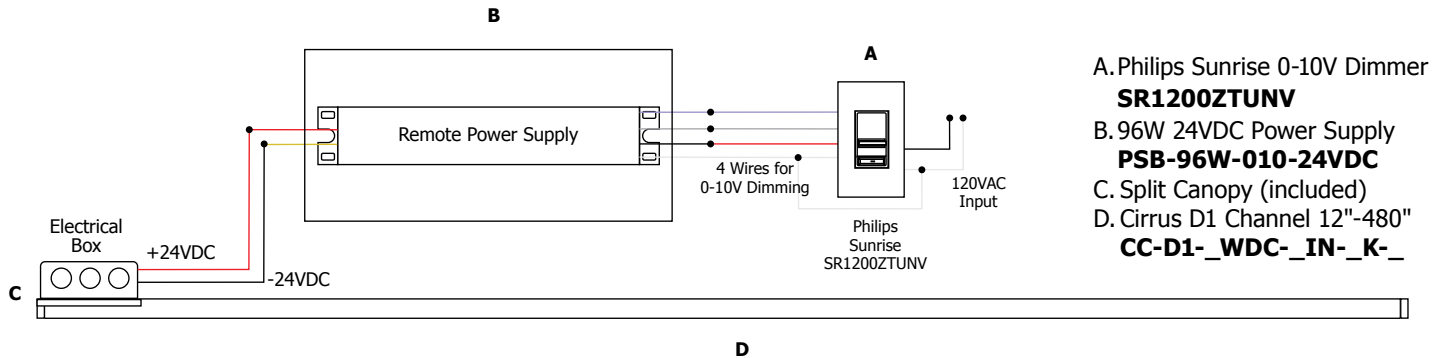 B
A
Remote Power Supply
4 Wires for
0-10V Dimming
120VAC
Input
Philips
Sunrise
SR1200ZTUNV
Electrical
Box
+24VDC
-24VDC
C
D
A. Philips Sunrise 0-10V Dimmer
SR1200ZTUNV
B. 96W 24VDC Power Supply
PSB-96W-010-24VDC
C. Split Canopy (included)
D. Cirrus D1 Channel 12"-480"
CC-D1-_WDC-_IN-_K-_